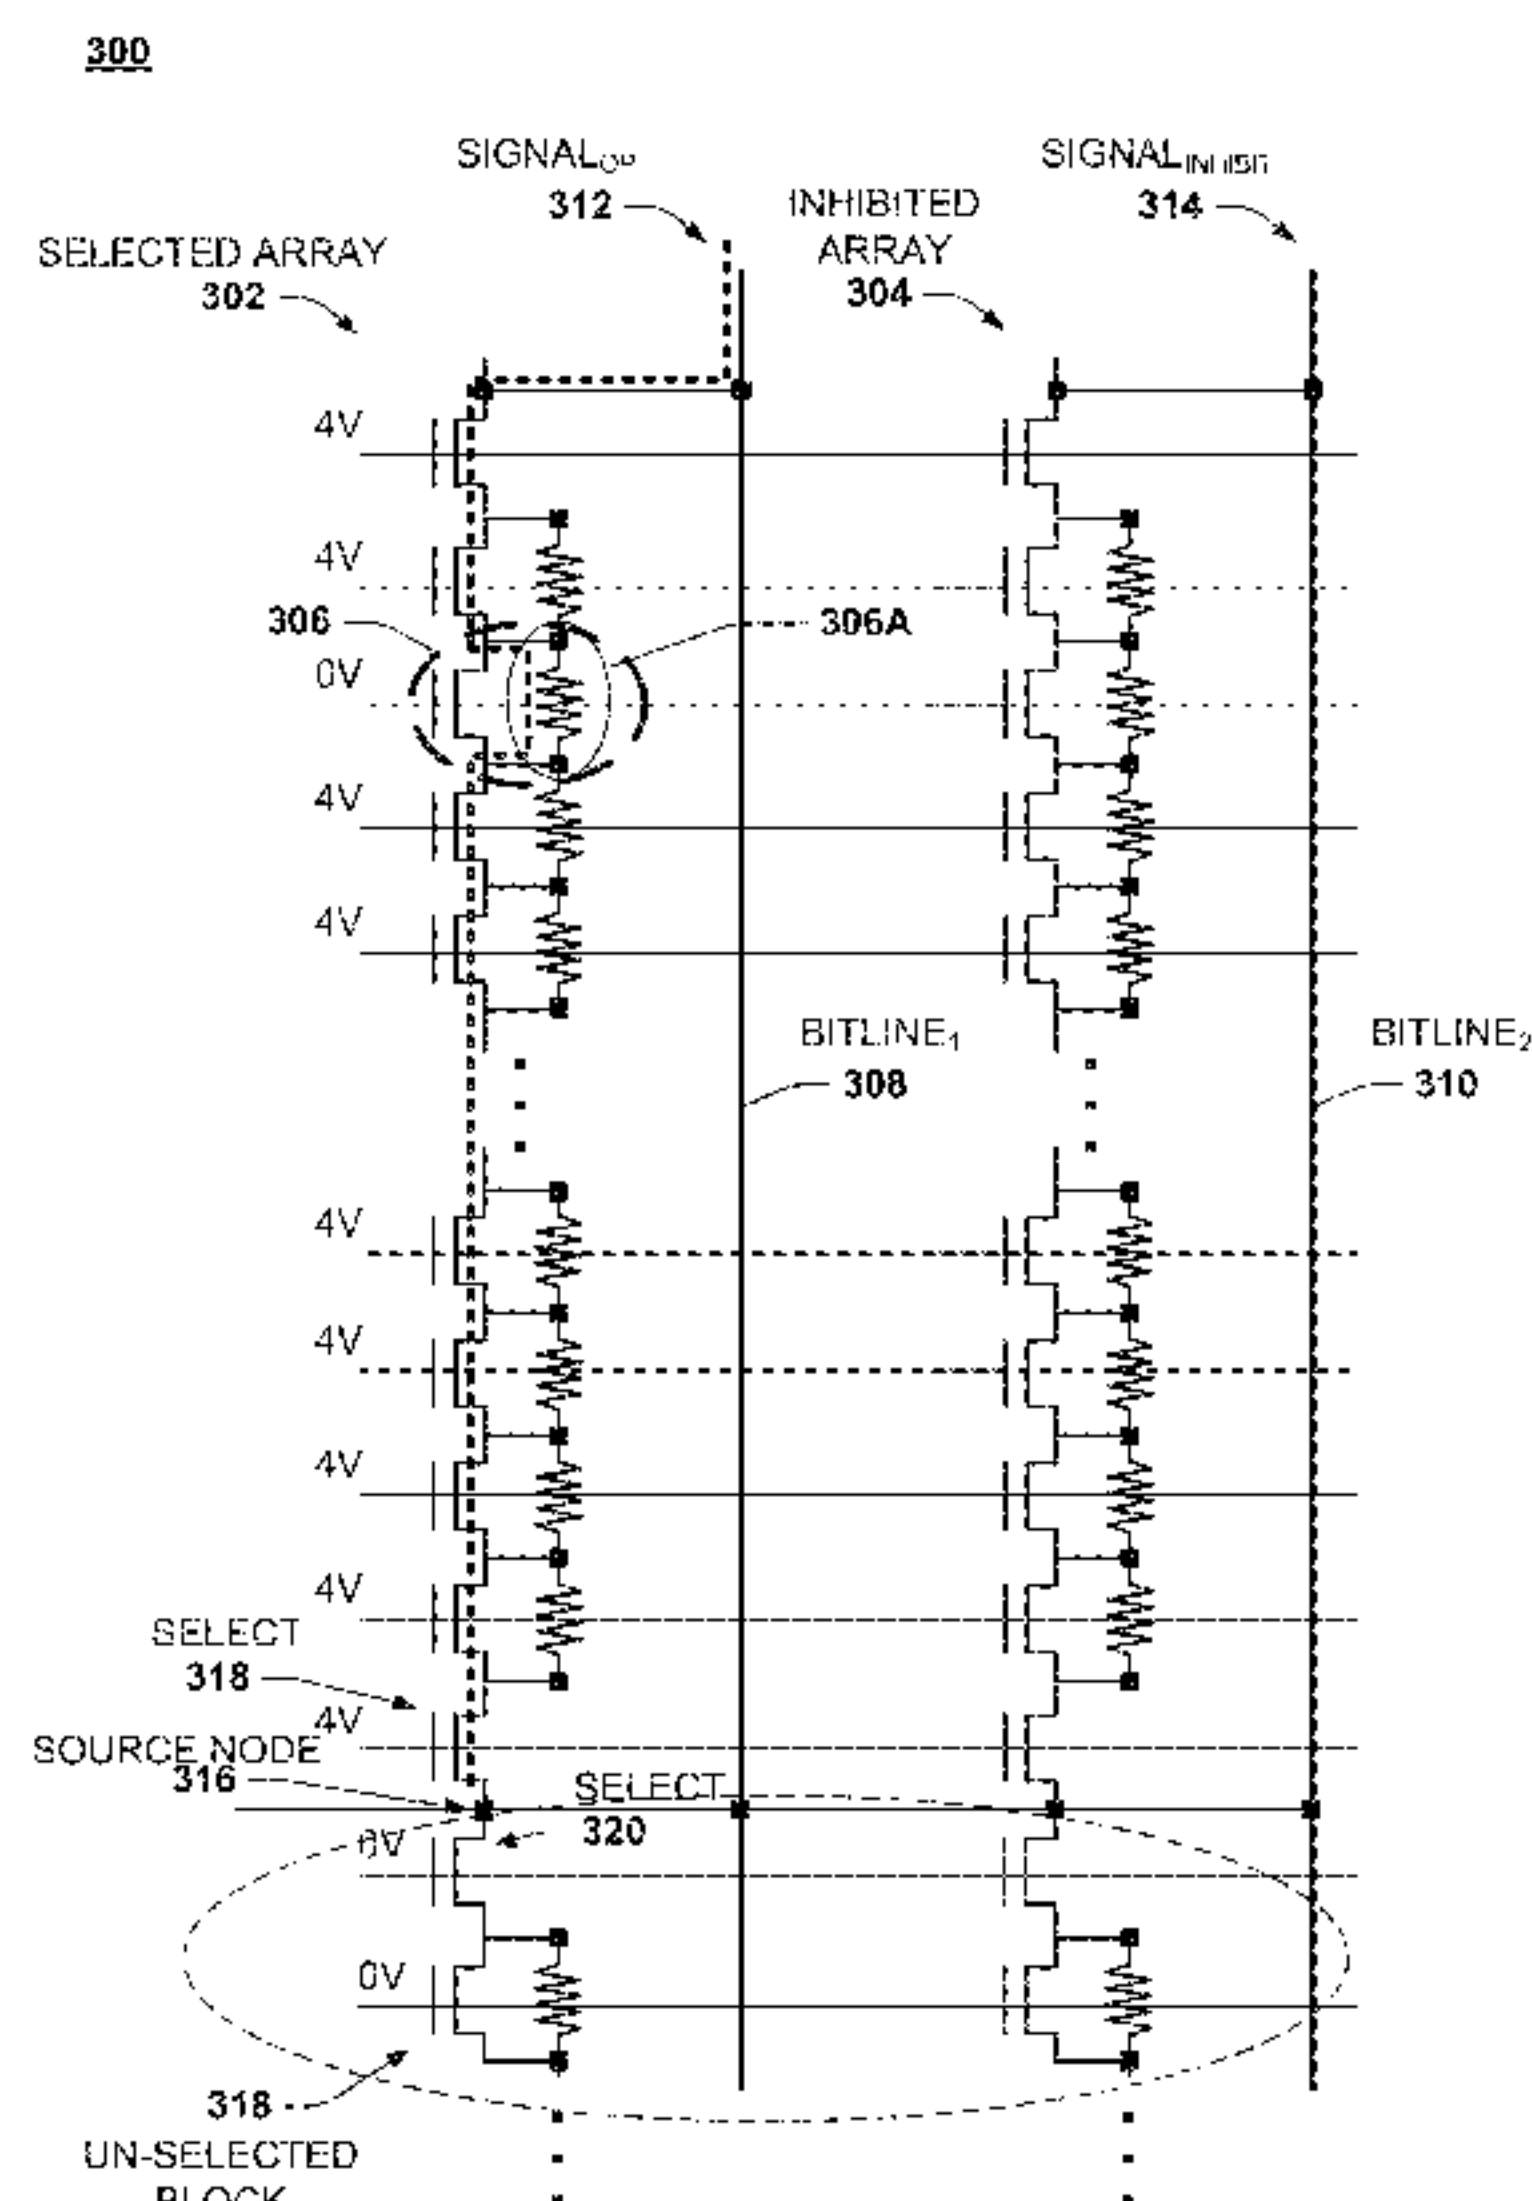 300
SIGNAL_OP
312
SIGNAL_INHIBIT
314
INHIBITED
ARRAY
304
SELECTED ARRAY
302
4V
4V
306
306A
0V
4V
4V
BITLINE₁
308
BITLINE₂
310
4V
4V
4V
4V
SELECT
318
4V
SOURCE NODE
316
SELECT
320
0V
0V
318
UN-SELECTED
BLOCK